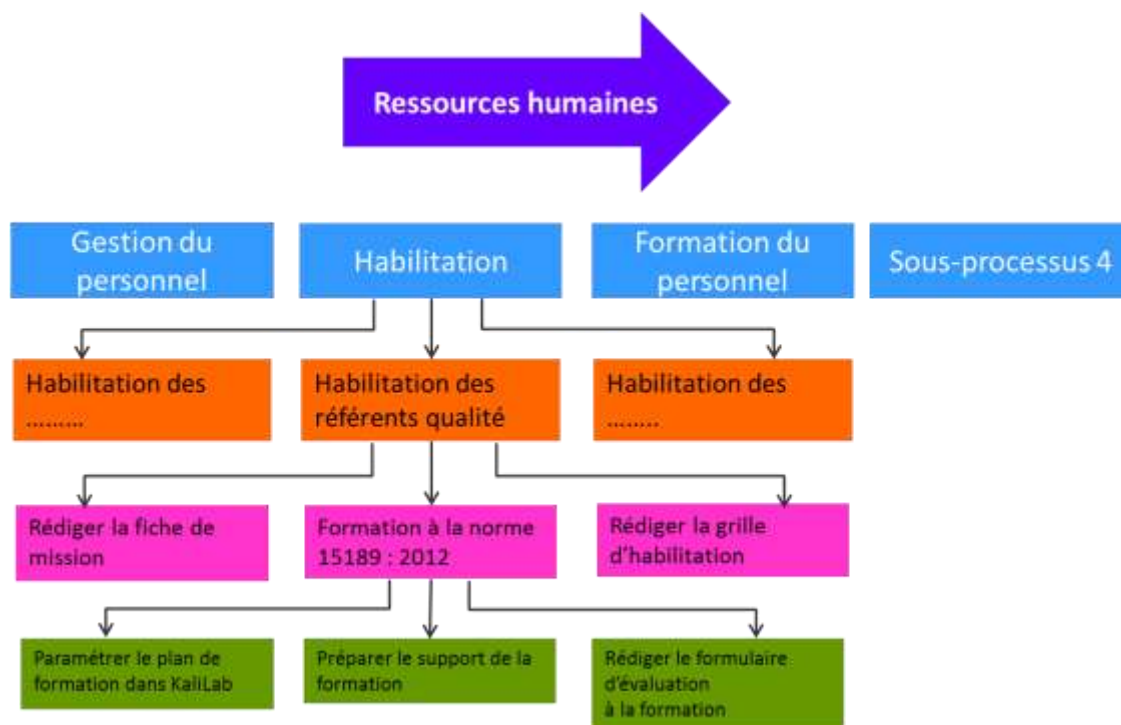 Ressources humaines
Gestion du
personnel
Habilitation
Formation du
personnel
Sous-processus 4
Habilitation des
.........
Habilitation des
référents qualité
Habilitation des
........
Rédiger la fiche de
mission
Formation à la norme
15189 : 2012
Rédiger la grille
d'habilitation
Paramétrer le plan de
formation dans KaliLab
Préparer le support de la
formation
Rédiger le formulaire
d'évaluation
à la formation